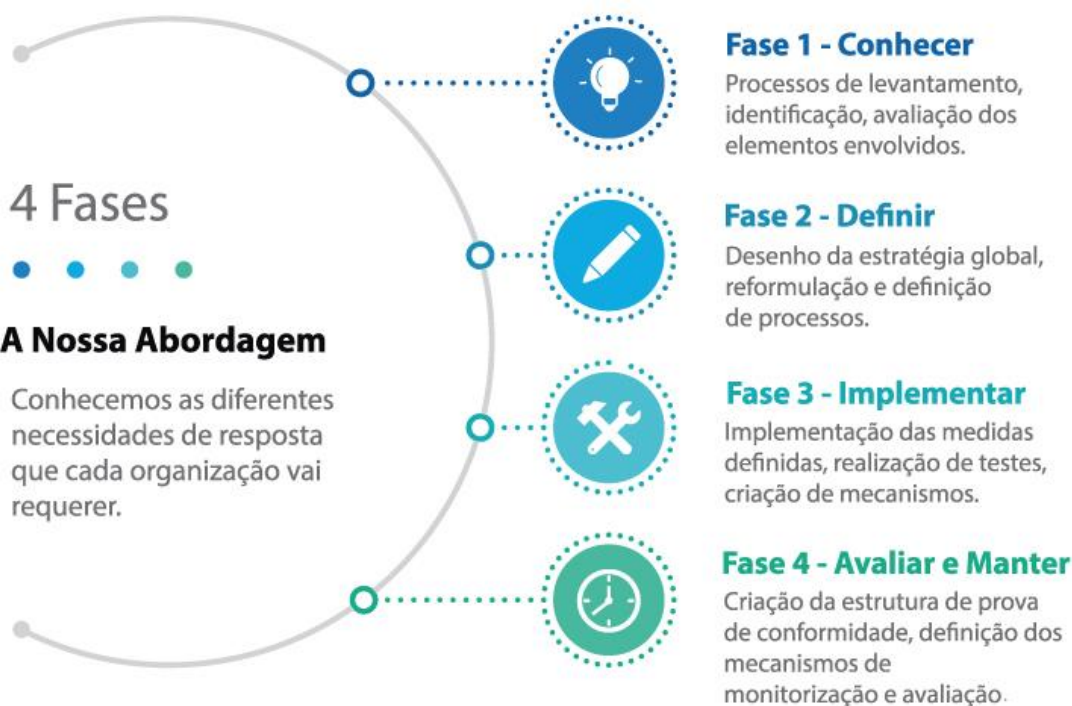 4 Fases
A Nossa Abordagem
Conhecemos as diferentes
necessidades de resposta
que cada organização vai
requerer.
Fase 1 - Conhecer
Processos de levantamento,
identificação, avaliação dos
elementos envolvidos.
Fase 2 - Definir
Desenho da estratégia global,
reformulação e definição
de processos.
Fase 3 - Implementar
Implementação das medidas
definidas, realização de testes,
criação de mecanismos.
Fase 4 - Avaliar e Manter
Criação da estrutura de prova
de conformidade, definição dos
mecanismos de
monitorização e avaliação.